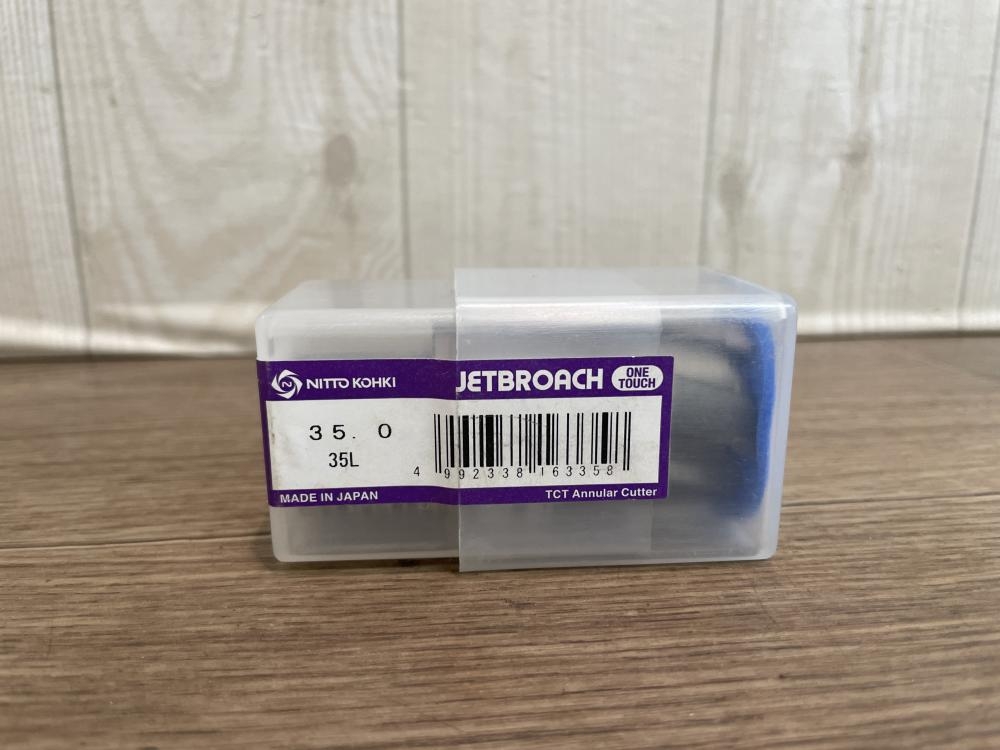 NITTO KOHKI
JETBROACH ONE TOUCH
35. 0
35L
4 992338 163358
MADE IN JAPAN
TCT Annular Cutter